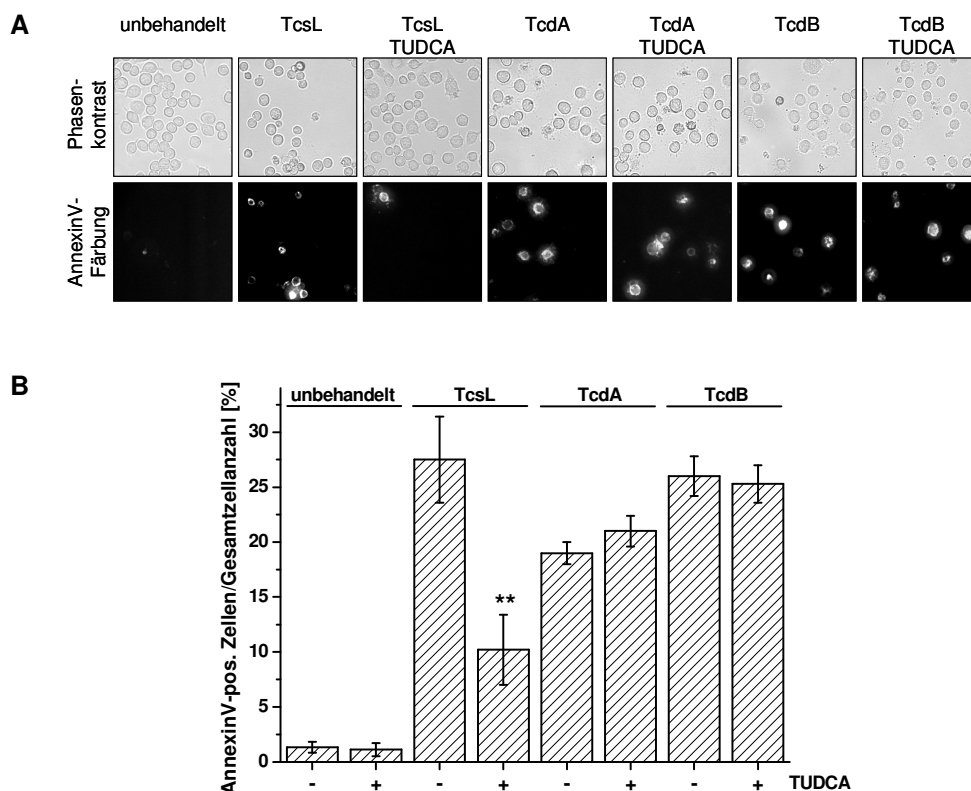 A
unbehandelt TcsL TcsL TcdA TcdA TcdB TcdB
TUDCA TUDCA TUDCA
Phasen-
kontrast
AnnexinV-
Färbung
B
AnnexinV-pos. Zellen/Gesamtzellanzahl [%]
unbehandelt TcsL TcdA TcdB
30
25
20
15
**
10
5
0
- + - + - + - + TUDCA